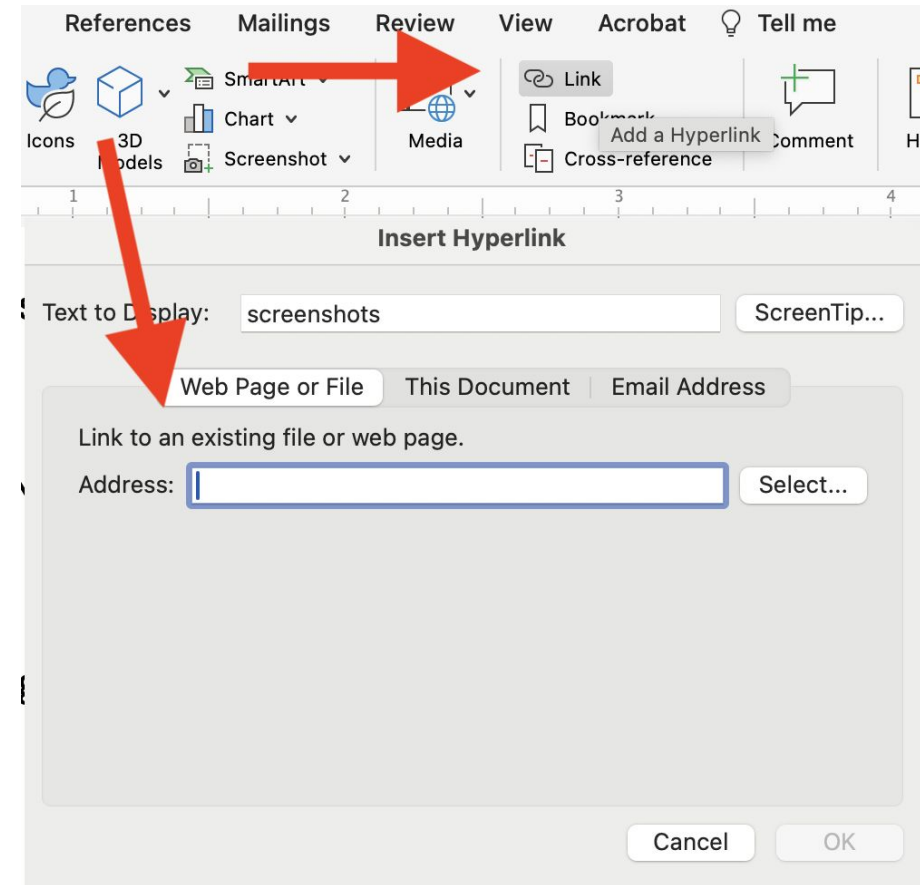 References Mailings Review View Acrobat Tell me
SmartArt Link
Icons 3D Models Chart Media Bookmark Comment H
Screenshot Add a Hyperlink
Cross-reference
1 2 3 4
Insert Hyperlink
Text to Display: screenshots ScreenTip...
Web Page or File This Document Email Address
Link to an existing file or web page.
Address: Select...
Cancel OK